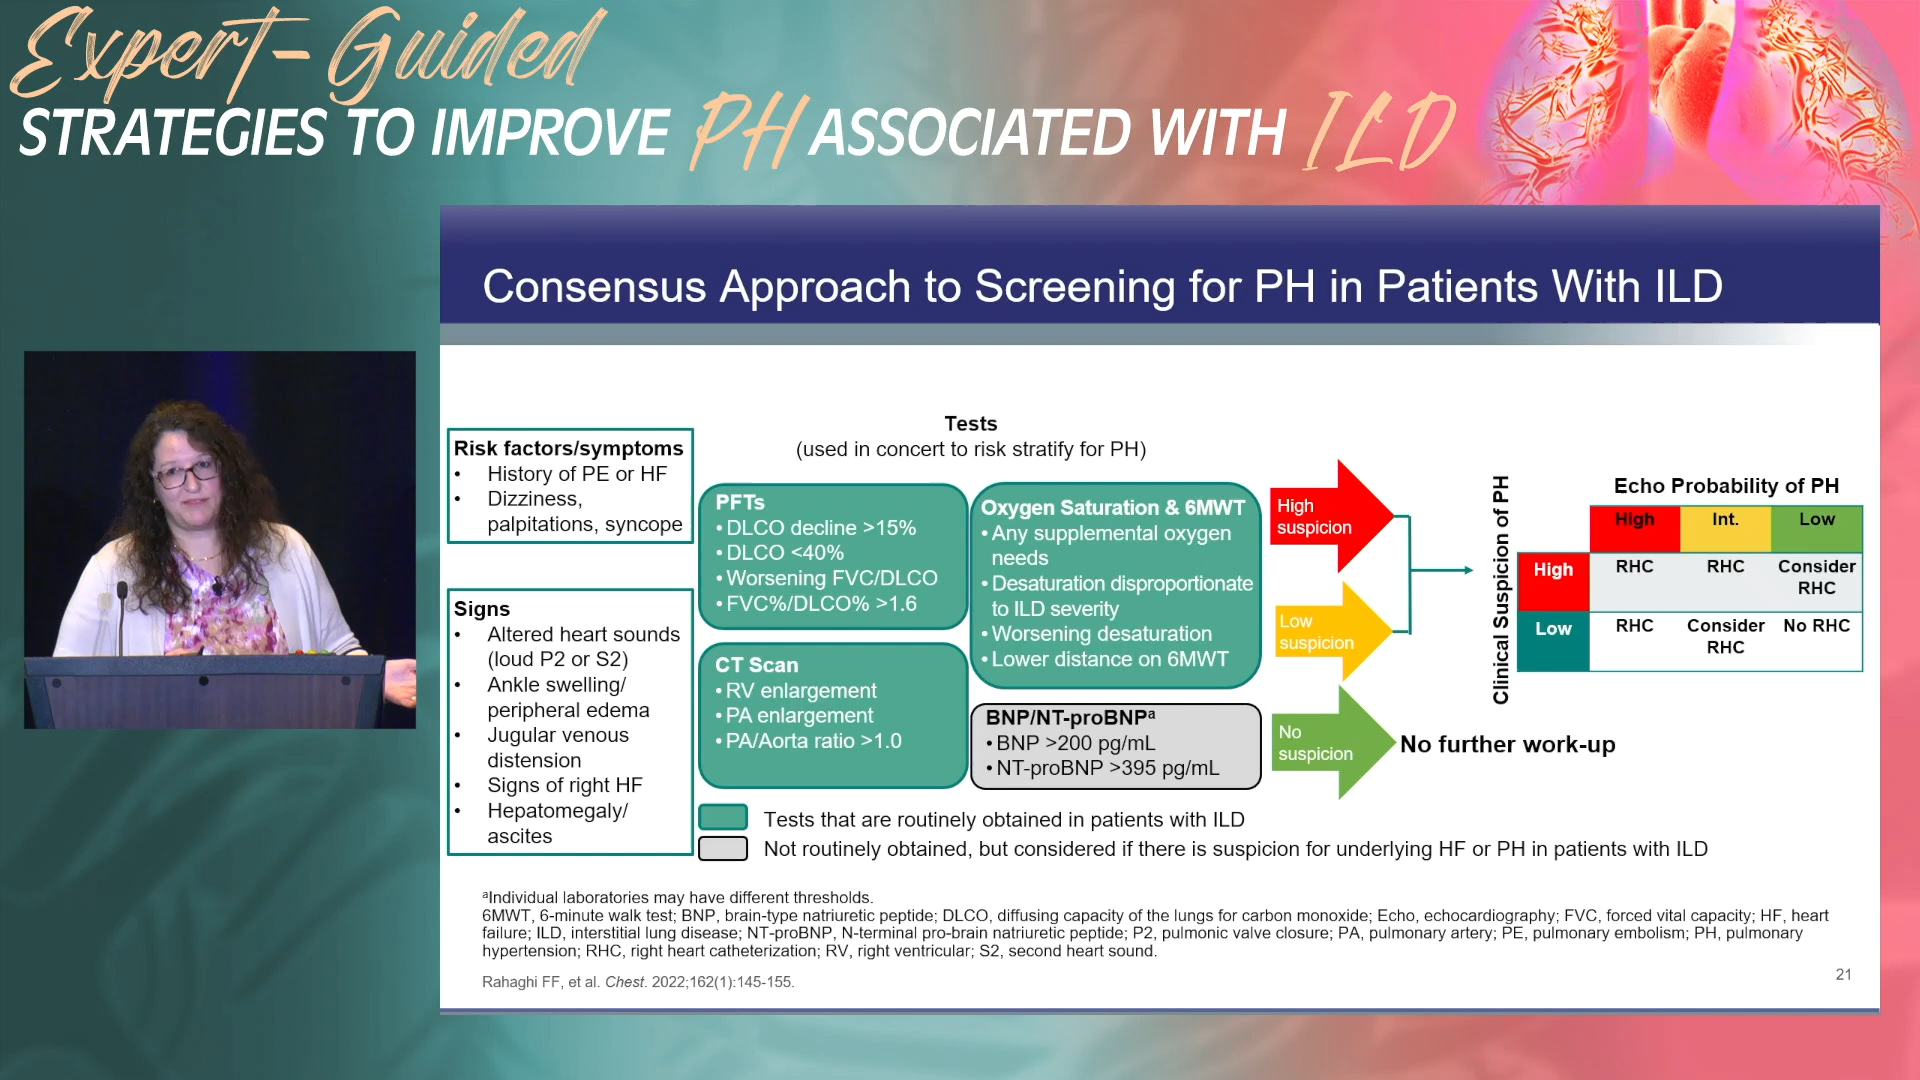 Expert-Guided
STRATEGIES TO IMPROVE PH ASSOCIATED WITH ILD
Consensus Approach to Screening for PH in Patients With ILD
Risk factors/symptoms
• History of PE or HF
• Dizziness,
palpitations, syncope
Signs
• Altered heart sounds
(loud P2 or S2)
• Ankle swelling/
peripheral edema
• Jugular venous
distension
• Signs of right HF
• Hepatomegaly/
ascites
Tests
(used in concert to risk stratify for PH)
PFTs
• DLCO decline >15%
• DLCO <40%
• Worsening FVC/DLCO
• FVC%/DLCO% >1.6
CT Scan
• RV enlargement
• PA enlargement
• PA/Aorta ratio >1.0
Oxygen Saturation & 6MWT
• Any supplemental oxygen
needs
• Desaturation disproportionate
to ILD severity
• Worsening desaturation
• Lower distance on 6MWT
BNP/NT-proBNPᵃ
• BNP >200 pg/mL
• NT-proBNP >395 pg/mL
High
suspicion
Low
suspicion
No
suspicion
No further work-up
Clinical Suspicion of PH
Echo Probability of PH
High Int. Low
High RHC RHC Consider
RHC
Low RHC Consider No RHC
RHC
Tests that are routinely obtained in patients with ILD
Not routinely obtained, but considered if there is suspicion for underlying HF or PH in patients with ILD
ᵃIndividual laboratories may have different thresholds.
6MWT, 6-minute walk test; BNP, brain-type natriuretic peptide; DLCO, diffusing capacity of the lungs for carbon monoxide; Echo, echocardiography; FVC, forced vital capacity; HF, heart
failure; ILD, interstitial lung disease; NT-proBNP, N-terminal pro-brain natriuretic peptide; P2, pulmonic valve closure; PA, pulmonary artery; PE, pulmonary embolism; PH, pulmonary
hypertension; RHC, right heart catheterization; RV, right ventricular; S2, second heart sound.
Rahaghi FF, et al. Chest. 2022;162(1):145-155.
21